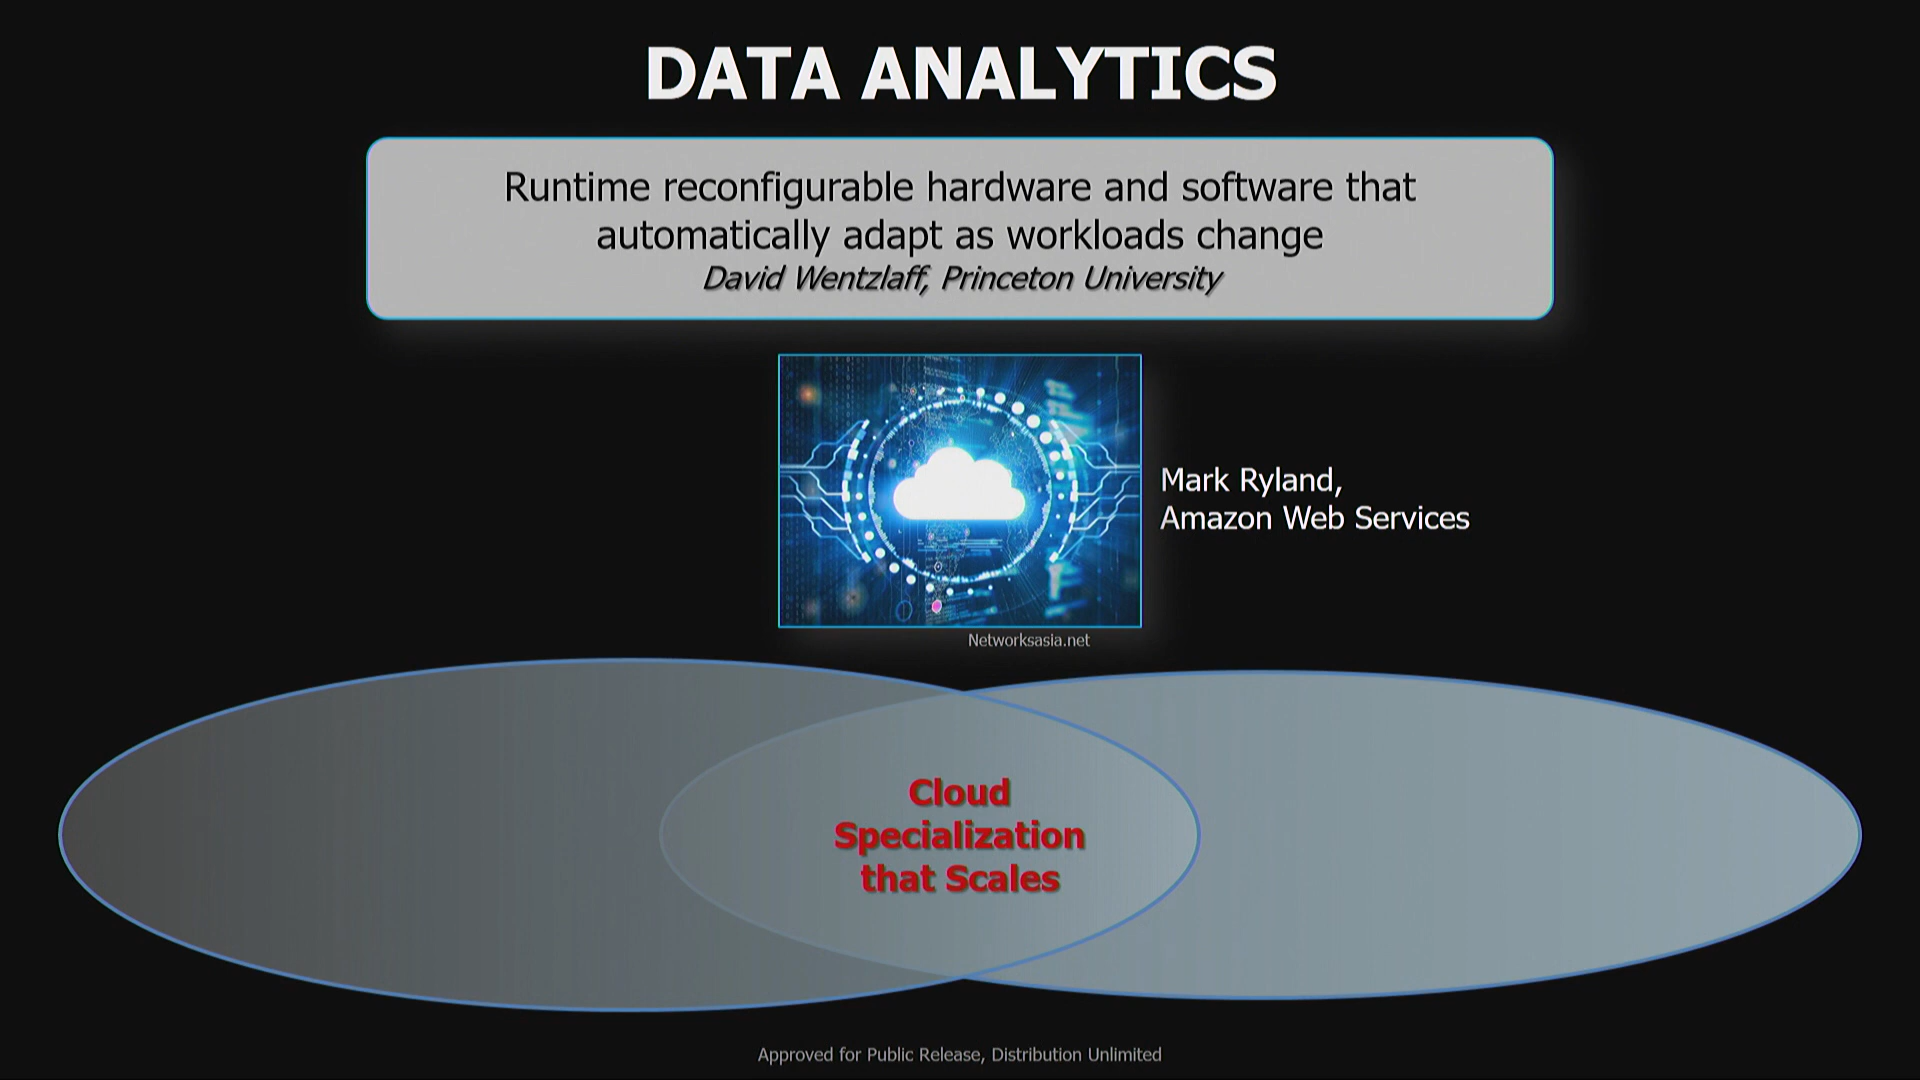 DATA ANALYTICS
Runtime reconfigurable hardware and software that
automatically adapt as workloads change
David Wentzlaff, Princeton University
Mark Ryland,
Amazon Web Services
Networksasia.net
Cloud
Specialization
that Scales
Approved for Public Release, Distribution Unlimited